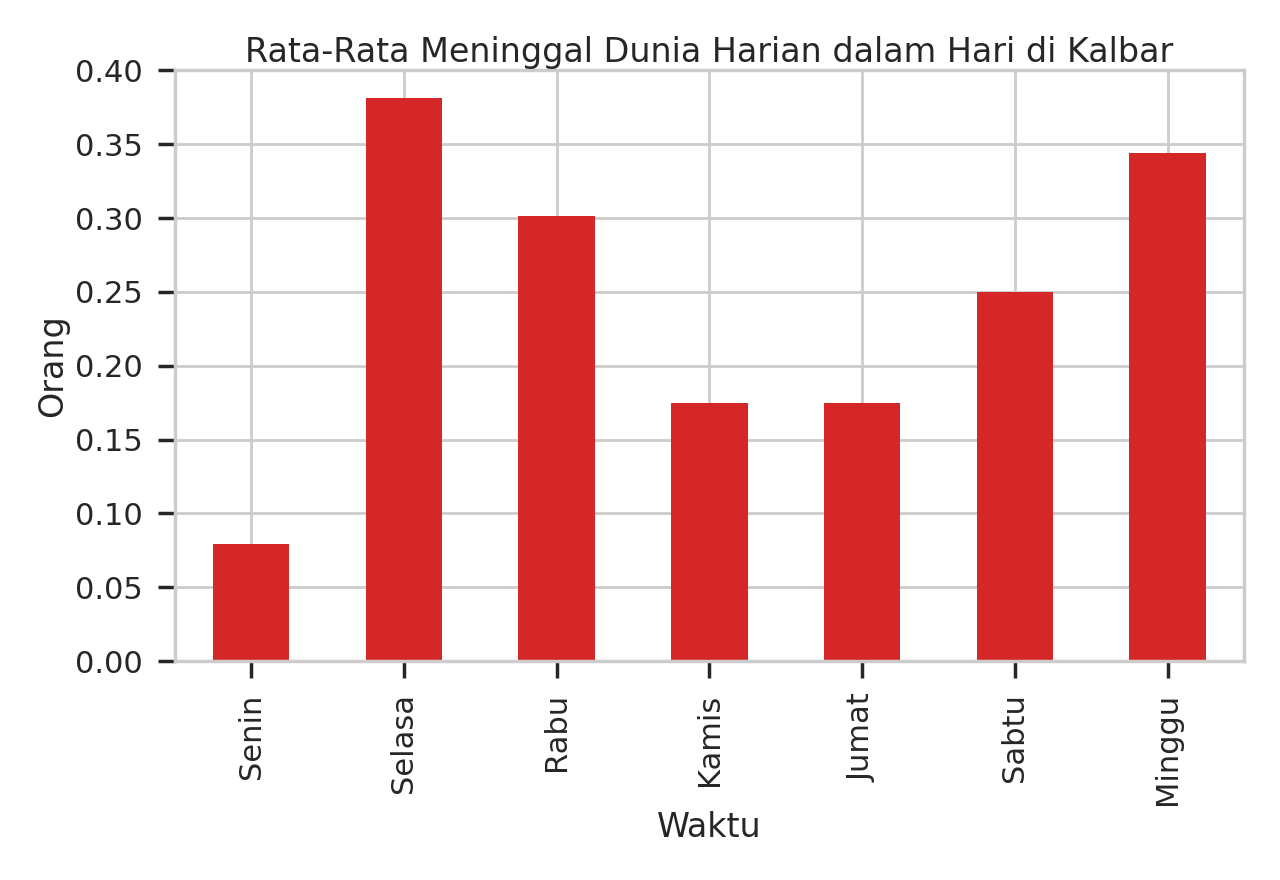 Rata-Rata Meninggal Dunia Harian dalam Hari di Kalbar
0.40
0.35
0.30
0.25
0.20
0.15
0.10
0.05
0.00
Orang
Senin
Selasa
Rabu
Kamis
Jumat
Sabtu
Minggu
Waktu